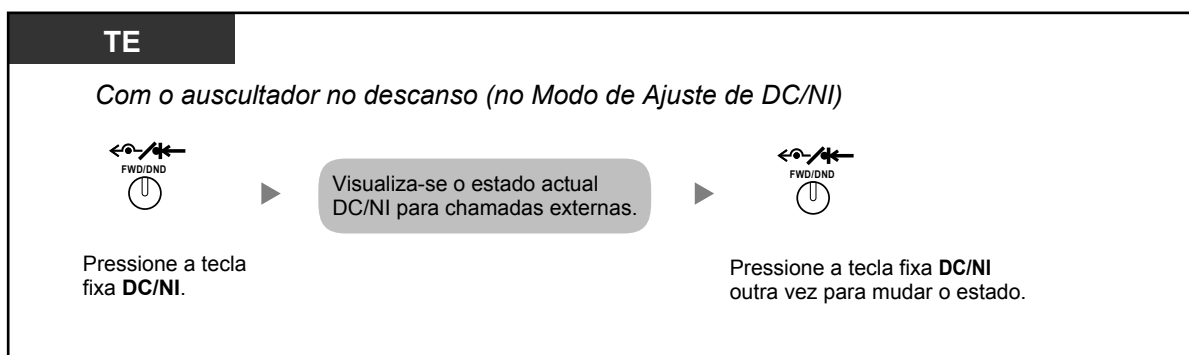 TE
Com o auscultador no descanso (no Modo de Ajuste de DC/NI)
FWD/DND
Pressione a tecla
fixa DC/NI.
Visualiza-se o estado actual
DC/NI para chamadas externas.
FWD/DND
Pressione a tecla fixa DC/NI
outra vez para mudar o estado.